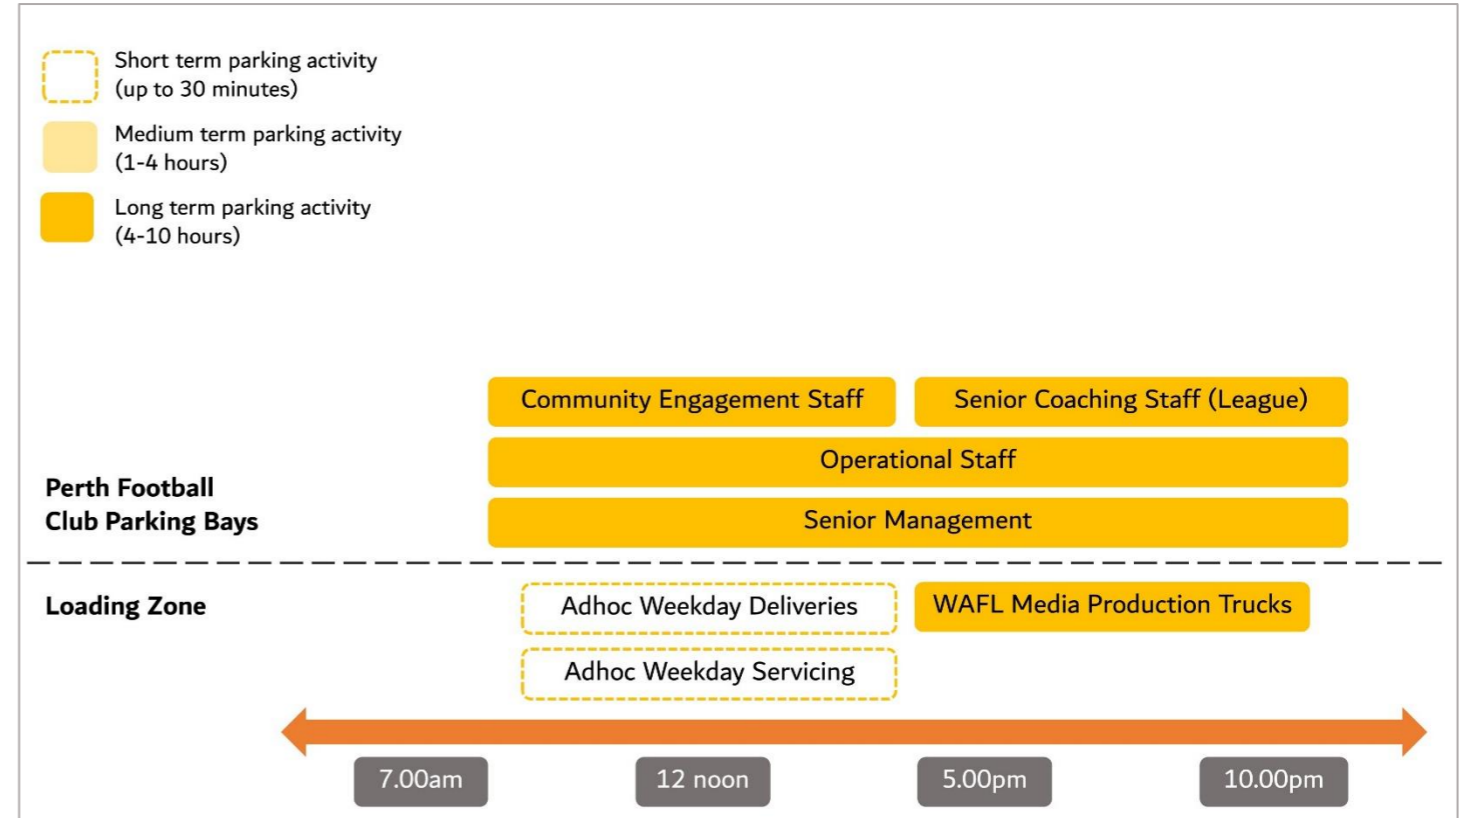 Short term parking activity
(up to 30 minutes)
Medium term parking activity
(1-4 hours)
Long term parking activity
(4-10 hours)
Community Engagement Staff
Senior Coaching Staff (League)
Operational Staff
Perth Football
Club Parking Bays
Senior Management
Loading Zone
Adhoc Weekday Deliveries
WAFL Media Production Trucks
Adhoc Weekday Servicing
7.00am
12 noon
5.00pm
10.00pm